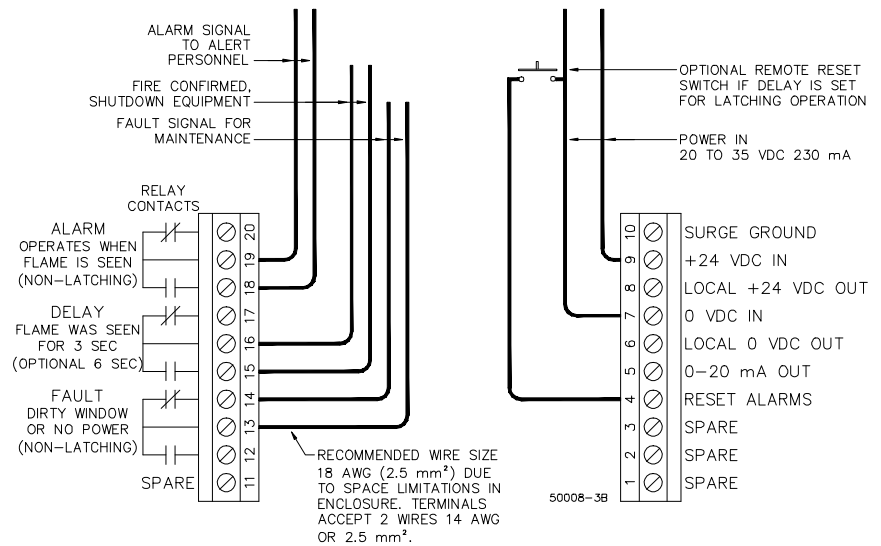 ALARM SIGNAL
TO ALERT
PERSONNEL
FIRE CONFIRMED,
SHUTDOWN EQUIPMENT
FAULT SIGNAL FOR
MAINTENANCE
OPTIONAL REMOTE RESET
SWITCH IF DELAY IS SET
FOR LATCHING OPERATION
POWER IN
20 TO 35 VDC 230 mA
RELAY
CONTACTS
ALARM
OPERATES WHEN
FLAME IS SEEN
(NON-LATCHING)
DELAY
FLAME WAS SEEN
FOR 3 SEC
(OPTIONAL 6 SEC)
FAULT
DIRTY WINDOW
OR NO POWER
(NON-LATCHING)
SPARE
20
19
18
17
16
15
14
13
12
11
RECOMMENDED WIRE SIZE
18 AWG (2.5 mm²) DUE
TO SPACE LIMITATIONS IN
ENCLOSURE. TERMINALS
ACCEPT 2 WIRES 14 AWG
OR 2.5 mm².
10 SURGE GROUND
9 +24 VDC IN
8 LOCAL +24 VDC OUT
7 0 VDC IN
6 LOCAL 0 VDC OUT
5 0-20 mA OUT
4 RESET ALARMS
3 SPARE
2 SPARE
1 SPARE
50008-3B